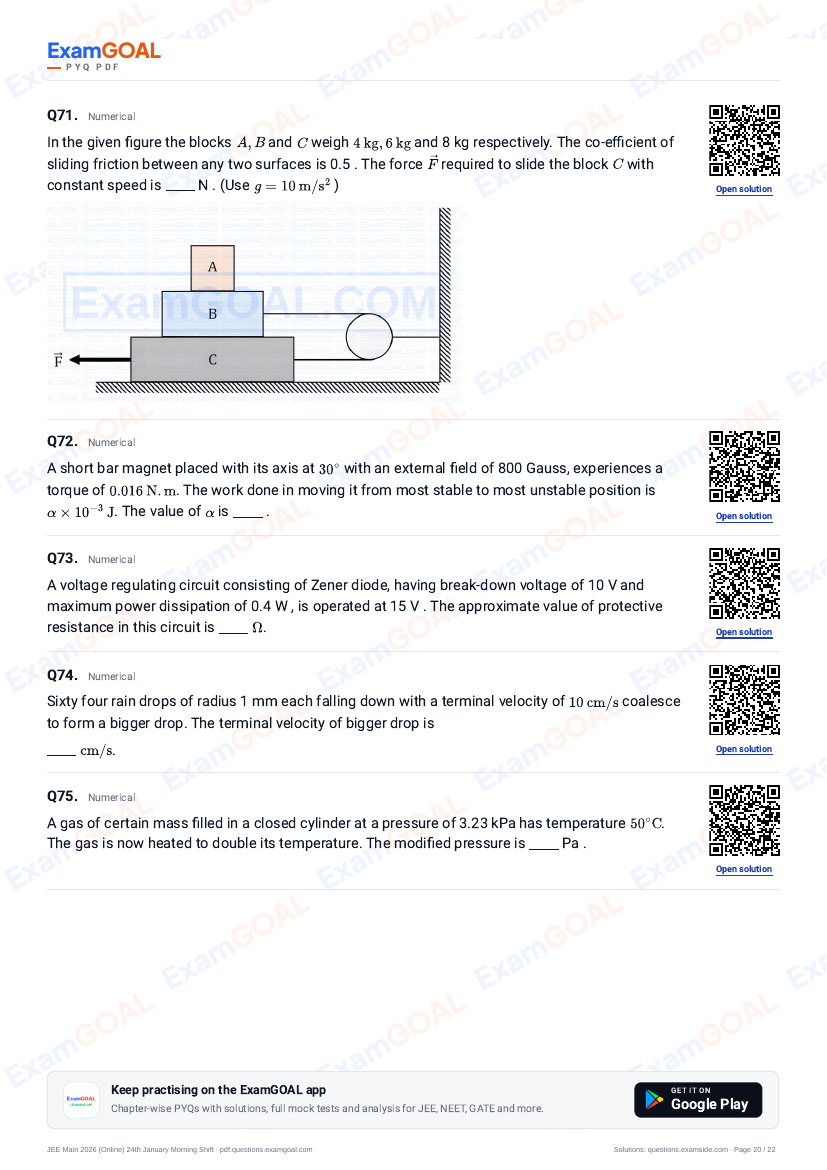 ExamGOAL
PYQ PDF
Q71. Numerical
In the given figure the blocks A, B and C weigh 4 kg, 6 kg and 8 kg respectively. The co-efficient of
sliding friction between any two surfaces is 0.5 . The force F⃗ required to slide the block C with
constant speed is ____ N . (Use g = 10 m/s² )
Open solution
A
B
C
F⃗
ExamGOAL.COM
Q72. Numerical
A short bar magnet placed with its axis at 30° with an external field of 800 Gauss, experiences a
torque of 0.016 N. m. The work done in moving it from most stable to most unstable position is
α × 10⁻³ J. The value of α is ____ .
Open solution
Q73. Numerical
A voltage regulating circuit consisting of Zener diode, having break-down voltage of 10 V and
maximum power dissipation of 0.4 W , is operated at 15 V . The approximate value of protective
resistance in this circuit is ____ Ω.
Open solution
Q74. Numerical
Sixty four rain drops of radius 1 mm each falling down with a terminal velocity of 10 cm/s coalesce
to form a bigger drop. The terminal velocity of bigger drop is
____ cm/s.
Open solution
Q75. Numerical
A gas of certain mass filled in a closed cylinder at a pressure of 3.23 kPa has temperature 50°C.
The gas is now heated to double its temperature. The modified pressure is ____ Pa .
Open solution
ExamGOAL
Keep practising on the ExamGOAL app
Chapter-wise PYQs with solutions, full mock tests and analysis for JEE, NEET, GATE and more.
GET IT ON
Google Play
JEE Main 2026 (Online) 24th January Morning Shift · pdf.questions.examgoal.com
Solutions: questions.examside.com · Page 20 / 22